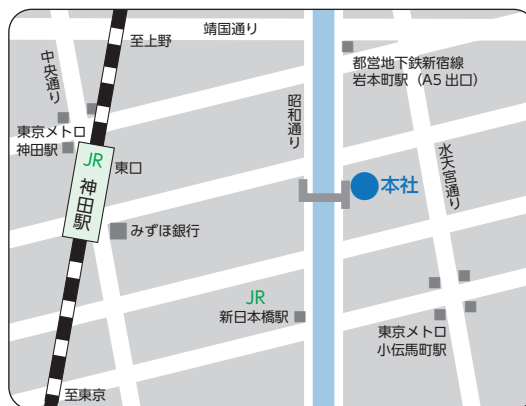 靖国通り
至上野
中央通り
都営地下鉄新宿線
岩本町駅（A5出口）
昭和通り
東京メトロ
神田駅
JR
神田駅
東口
水天宮通り
本社
みずほ銀行
JR
新日本橋駅
東京メトロ
小伝馬町駅
至東京